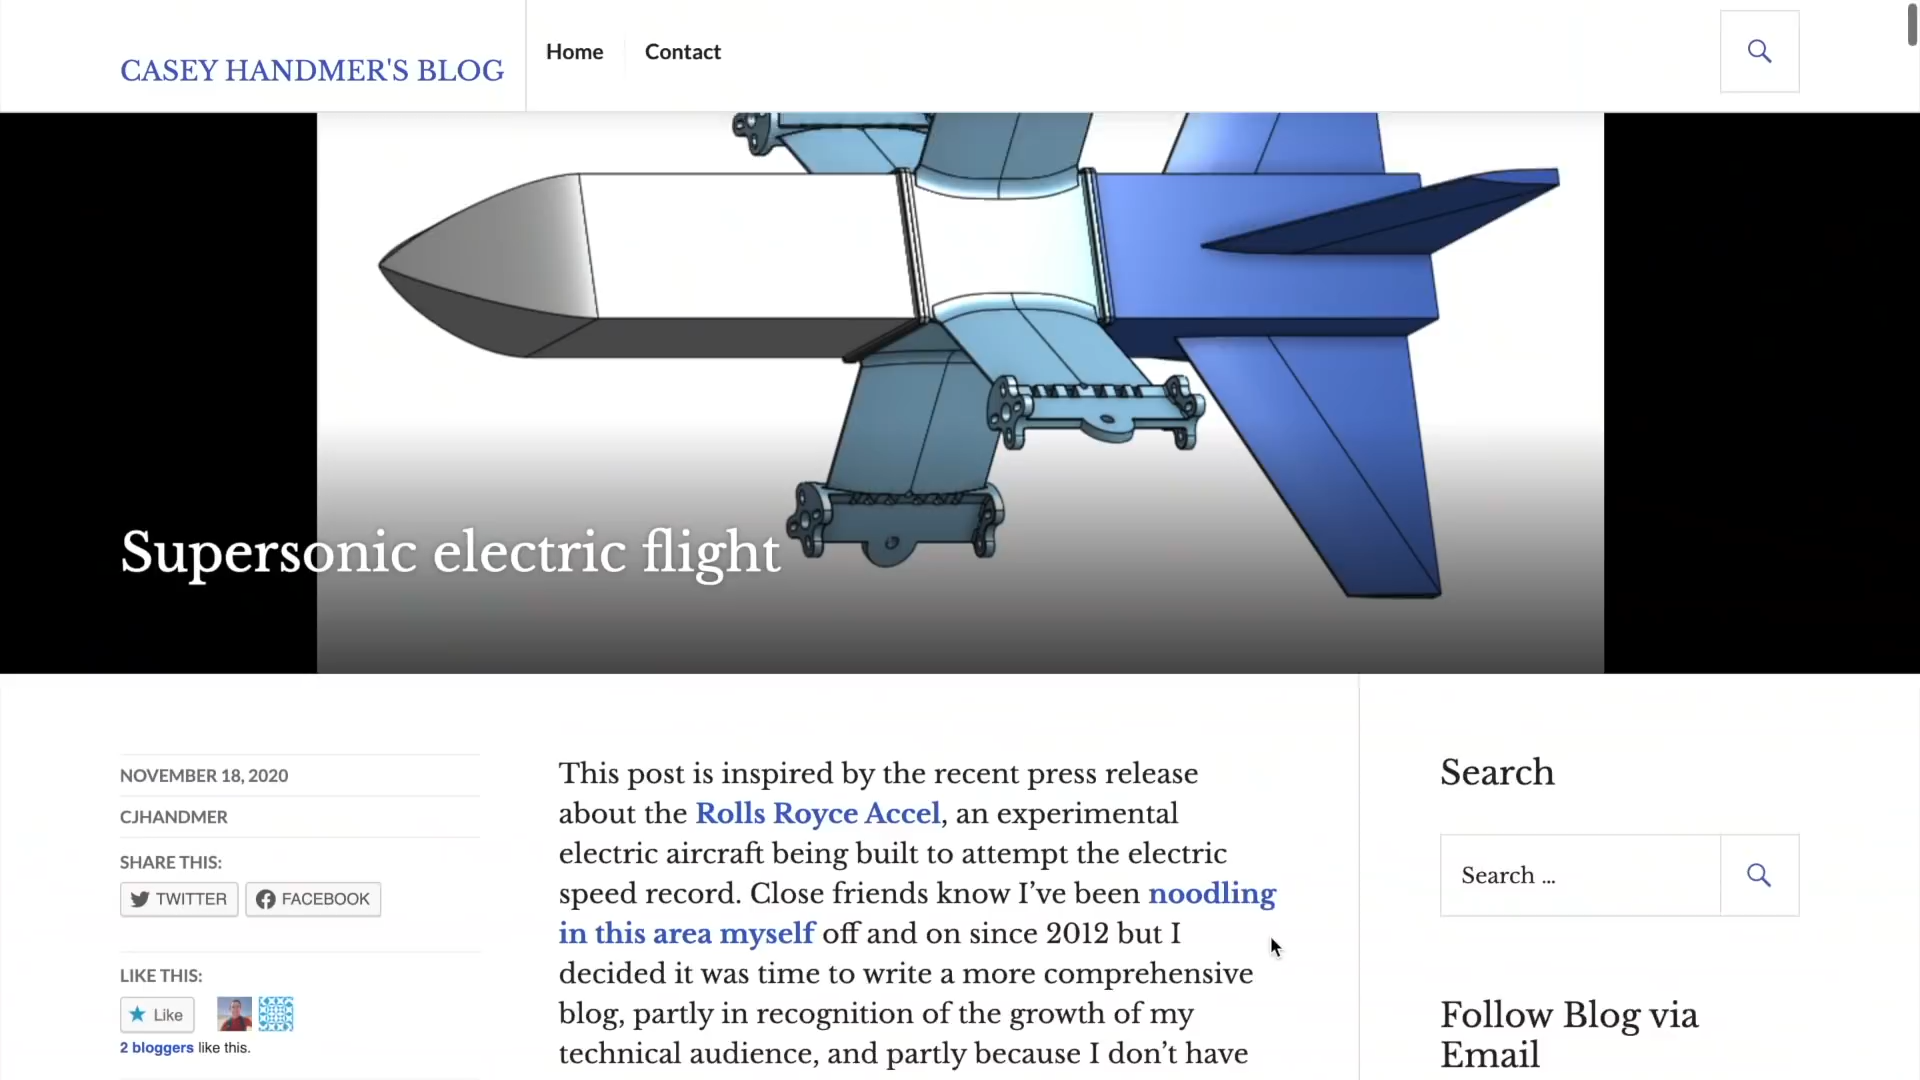 CASEY HANDMER'S BLOG
Home
Contact
Supersonic electric flight
NOVEMBER 18, 2020
CJHANDMER
SHARE THIS:
TWITTER
FACEBOOK
LIKE THIS:
Like
2 bloggers like this.
This post is inspired by the recent press release
about the Rolls Royce Accel, an experimental
electric aircraft being built to attempt the electric
speed record. Close friends know I’ve been noodling
in this area myself off and on since 2012 but I
decided it was time to write a more comprehensive
blog, partly in recognition of the growth of my
technical audience, and partly because I don’t have
Search
Search ...
Follow Blog via
Email